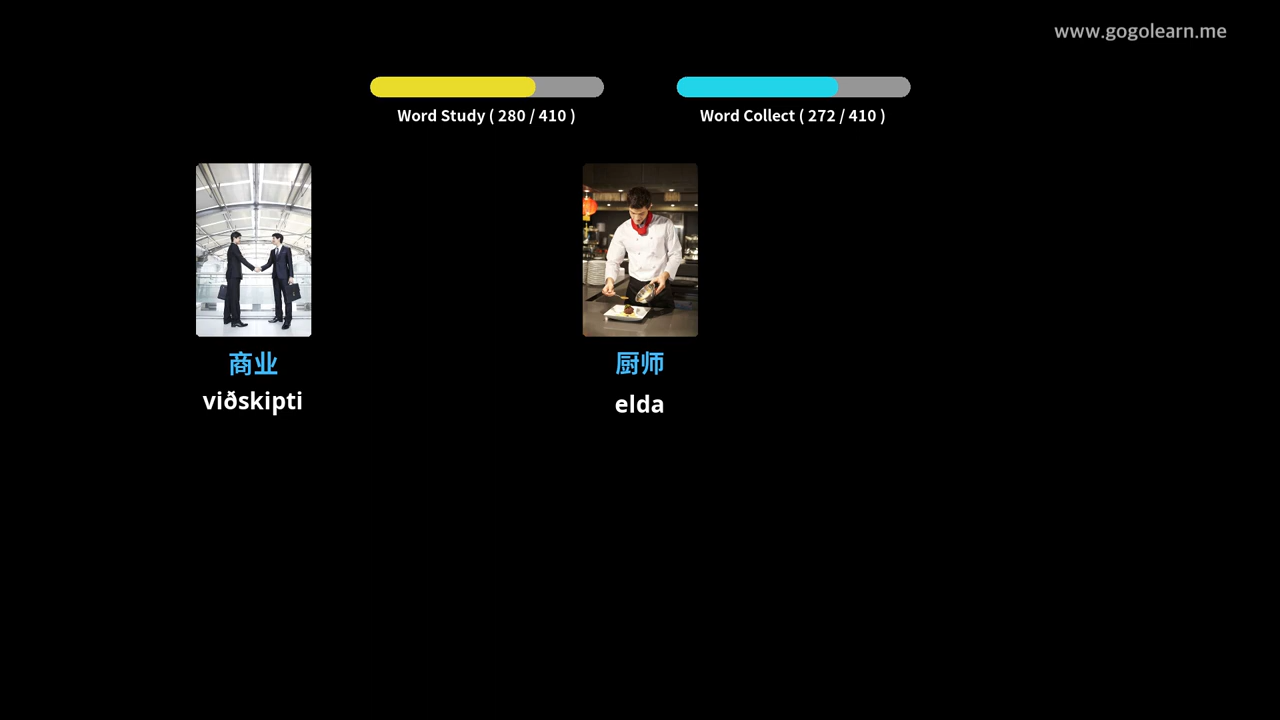 www.gogolearn.me
Word Study ( 280 / 410 )
Word Collect ( 272 / 410 )
商业
viðskipti
厨师
elda